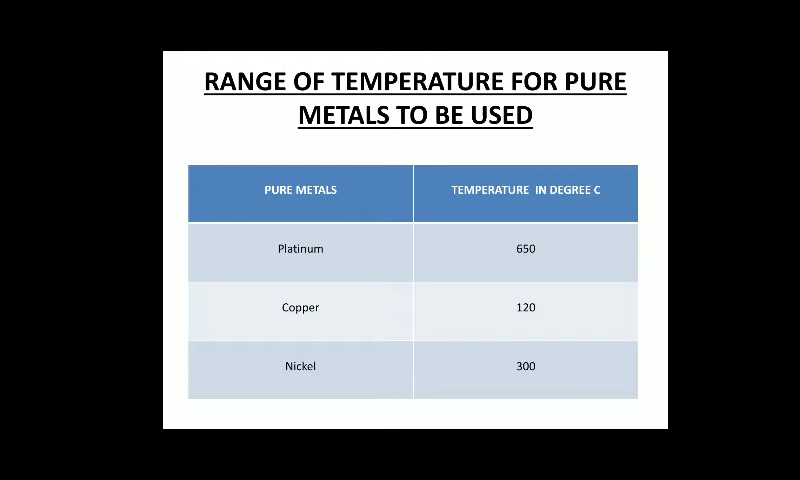 RANGE OF TEMPERATURE FOR PURE
METALS TO BE USED
PURE METALS TEMPERATURE IN DEGREE C
Platinum 650
Copper 120
Nickel 300